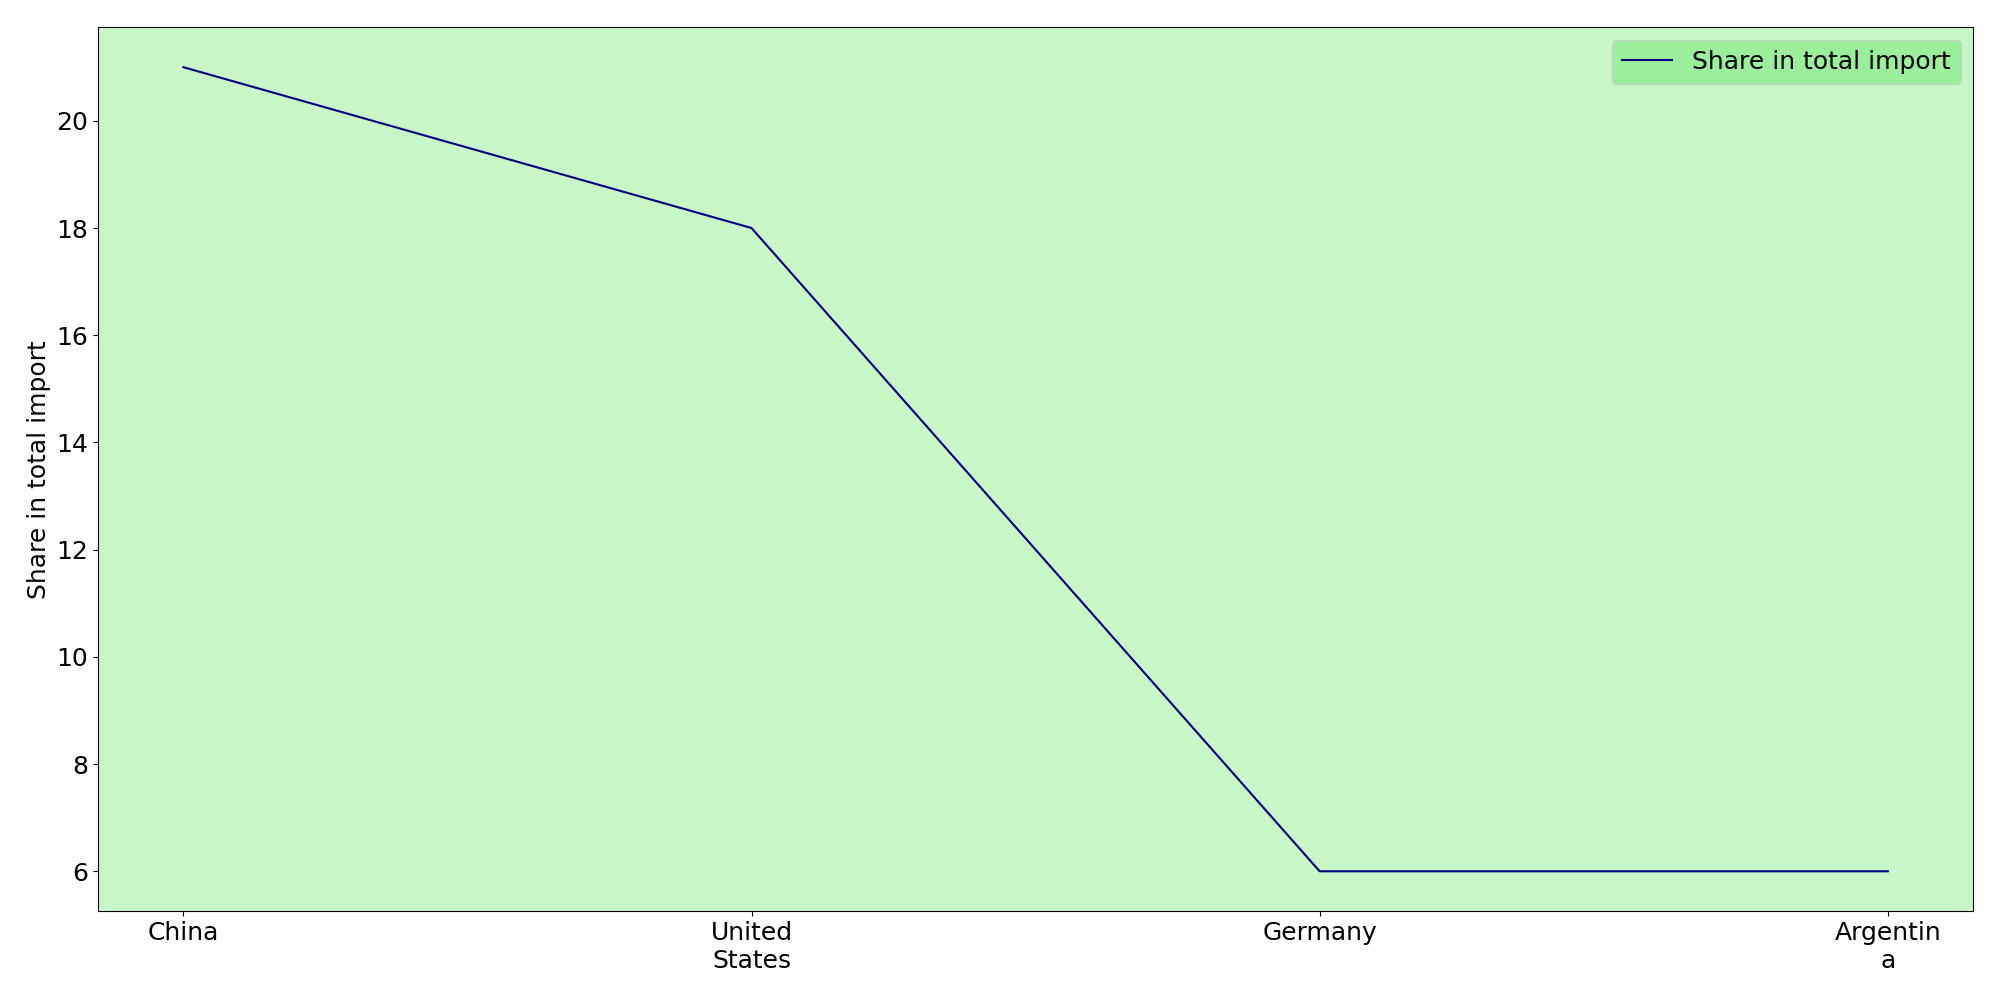 Share in total import
20
18
16
14
12
10
8
6
Share in total import
China
United
States
Germany
Argentin
a